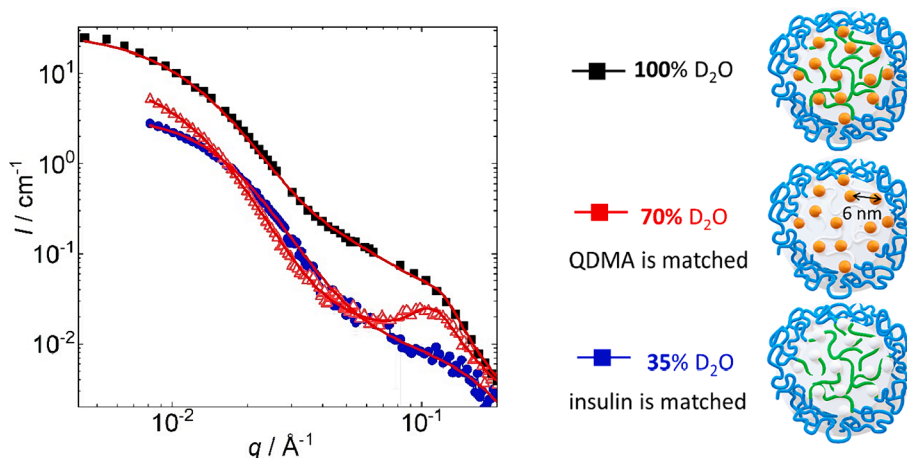 10¹
10⁰
10⁻¹
10⁻²
I / cm⁻¹
10⁻²
10⁻¹
q / Å⁻¹
100% D₂O
70% D₂O
QDMA is matched
6 nm
35% D₂O
insulin is matched